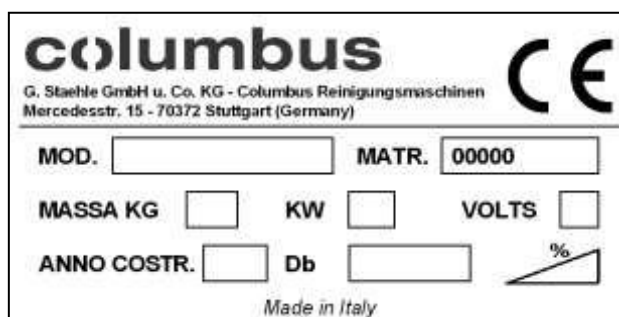 columbus
CE
G. Staehle GmbH u. Co. KG - Columbus Reinigungsmaschinen
Mercedesstr. 15 - 70372 Stuttgart (Germany)
MOD. MATR. 00000
MASSA KG KW VOLTS
ANNO COSTR. Db %
Made in Italy